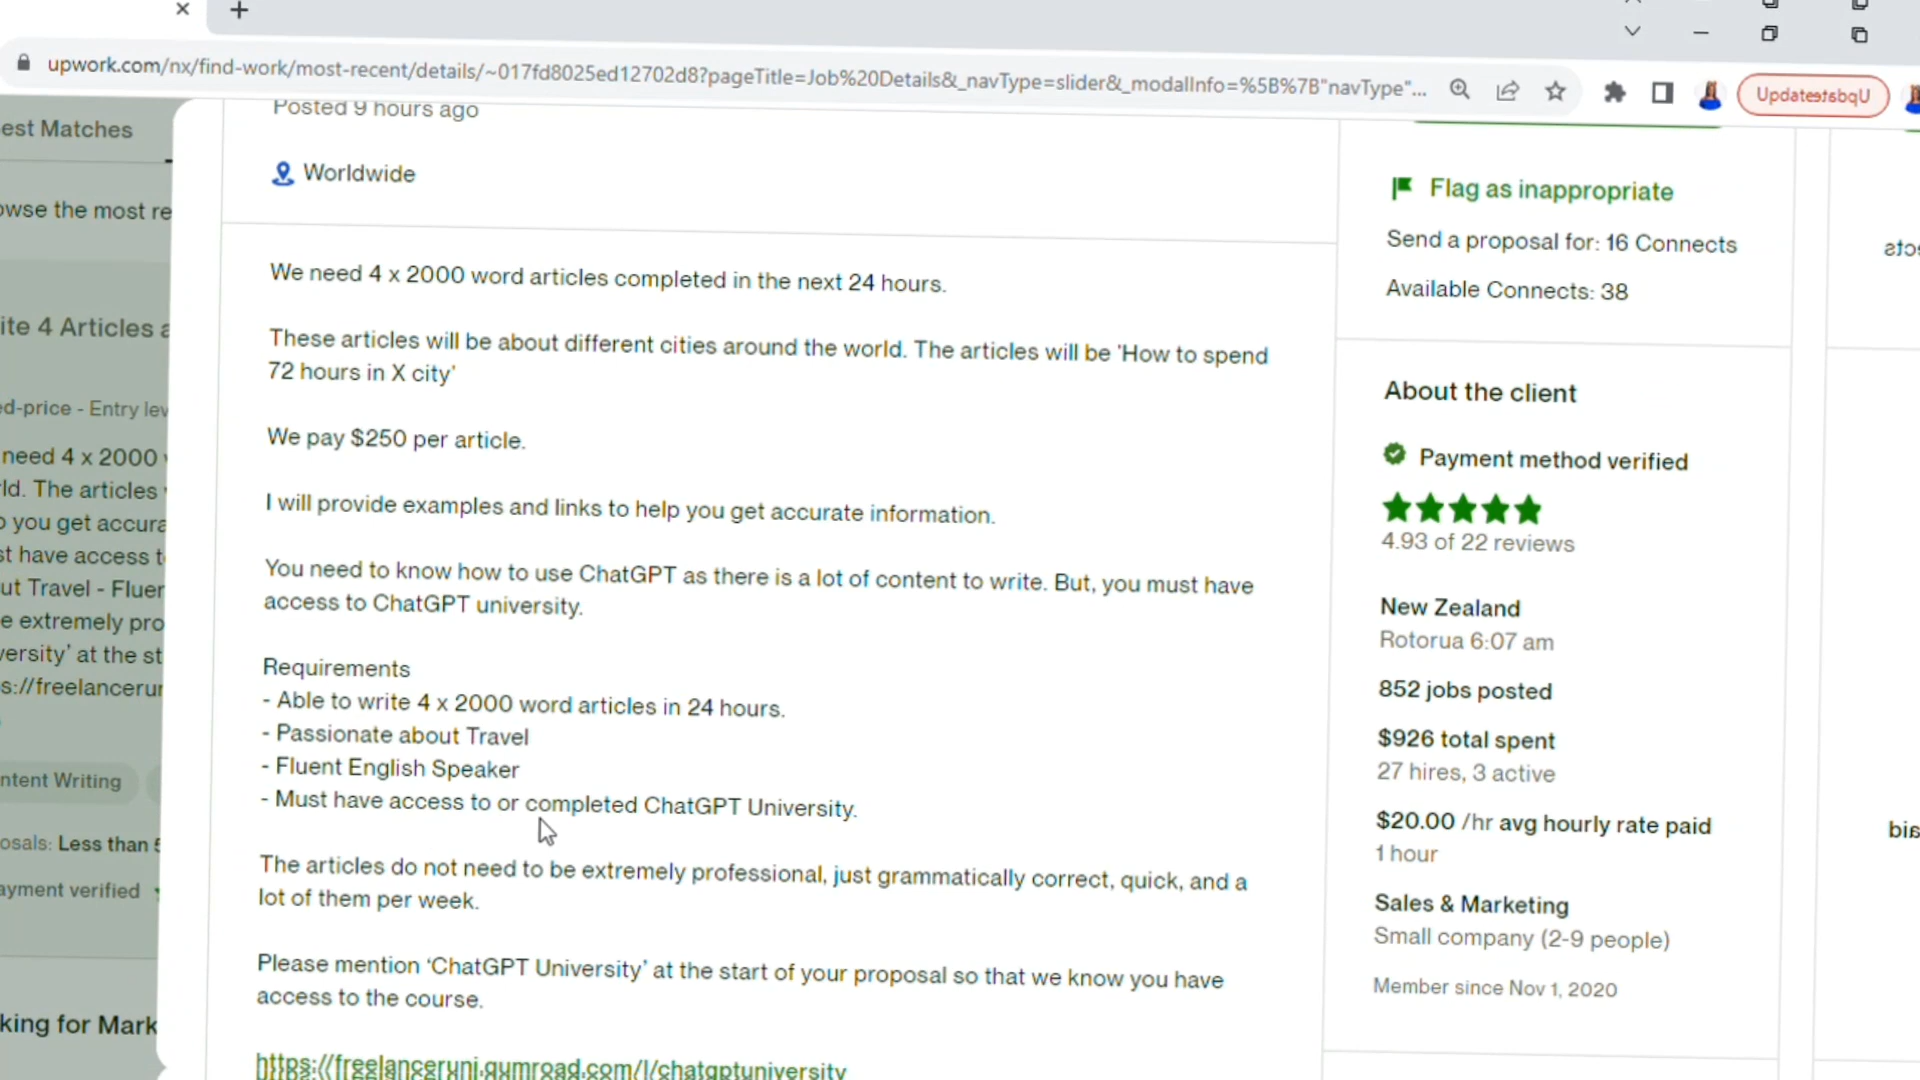 upwork.com/nx/find-work/most-recent/details/~017fd8025ed12702d8?pageTitle=Job%20Details&_navType=slider&_modalInfo=%5B%7B"navType"...
Posted 9 hours ago
Worldwide
We need 4 x 2000 word articles completed in the next 24 hours.
These articles will be about different cities around the world. The articles will be 'How to spend
72 hours in X city'
We pay $250 per article.
I will provide examples and links to help you get accurate information.
You need to know how to use ChatGPT as there is a lot of content to write. But, you must have
access to ChatGPT university.
Requirements
- Able to write 4 x 2000 word articles in 24 hours.
- Passionate about Travel
- Fluent English Speaker
- Must have access to or completed ChatGPT University.
The articles do not need to be extremely professional, just grammatically correct, quick, and a
lot of them per week.
Please mention ‘ChatGPT University’ at the start of your proposal so that we know you have
access to the course.
https://freelanceruni.gumroad.com/l/chatgptuniversity
Flag as inappropriate
Send a proposal for: 16 Connects
Available Connects: 38
About the client
Payment method verified
4.93 of 22 reviews
New Zealand
Rotorua 6:07 am
852 jobs posted
$926 total spent
27 hires, 3 active
$20.00 /hr avg hourly rate paid
1 hour
Sales & Marketing
Small company (2-9 people)
Member since Nov 1, 2020
est Matches
owse the most re
ite 4 Articles a
ed-price - Entry lev
need 4 x 2000
ld. The articles
o you get accura
st have access t
ut Travel - Fluer
e extremely pro
versity' at the st
s://freelancerun
ntent Writing
osals: Less than 5
ayment verified
king for Mark